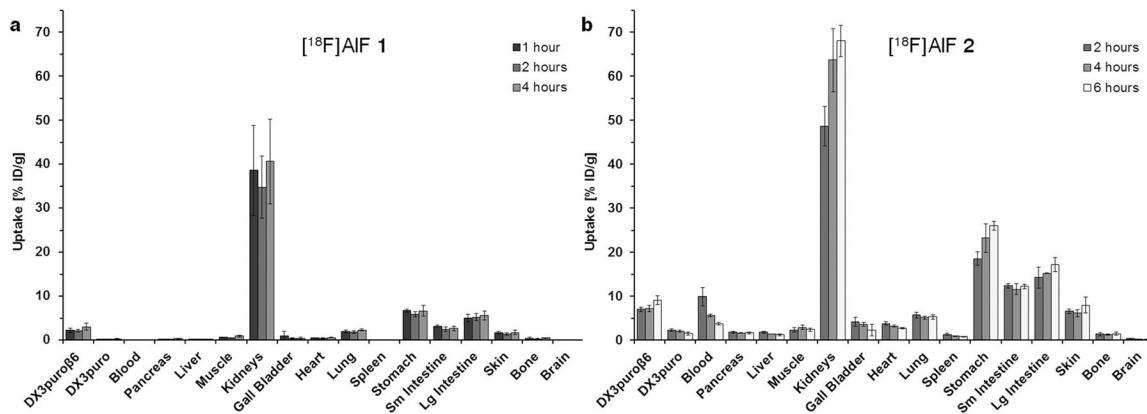 a
[¹⁸F]AlF 1
1 hour
2 hours
4 hours
Uptake [% ID/g]
70
60
50
40
30
20
10
0
DX3puroβ6
DX3puro
Blood
Pancreas
Liver
Muscle
Kidneys
Gall Bladder
Heart
Lung
Spleen
Stomach
Sm Intestine
Lg Intestine
Skin
Bone
Brain
b
[¹⁸F]AlF 2
2 hours
4 hours
6 hours
Uptake [% ID/g]
70
60
50
40
30
20
10
0
DX3puroβ6
DX3puro
Blood
Pancreas
Liver
Muscle
Kidneys
Gall Bladder
Heart
Lung
Spleen
Stomach
Sm Intestine
Lg Intestine
Skin
Bone
Brain